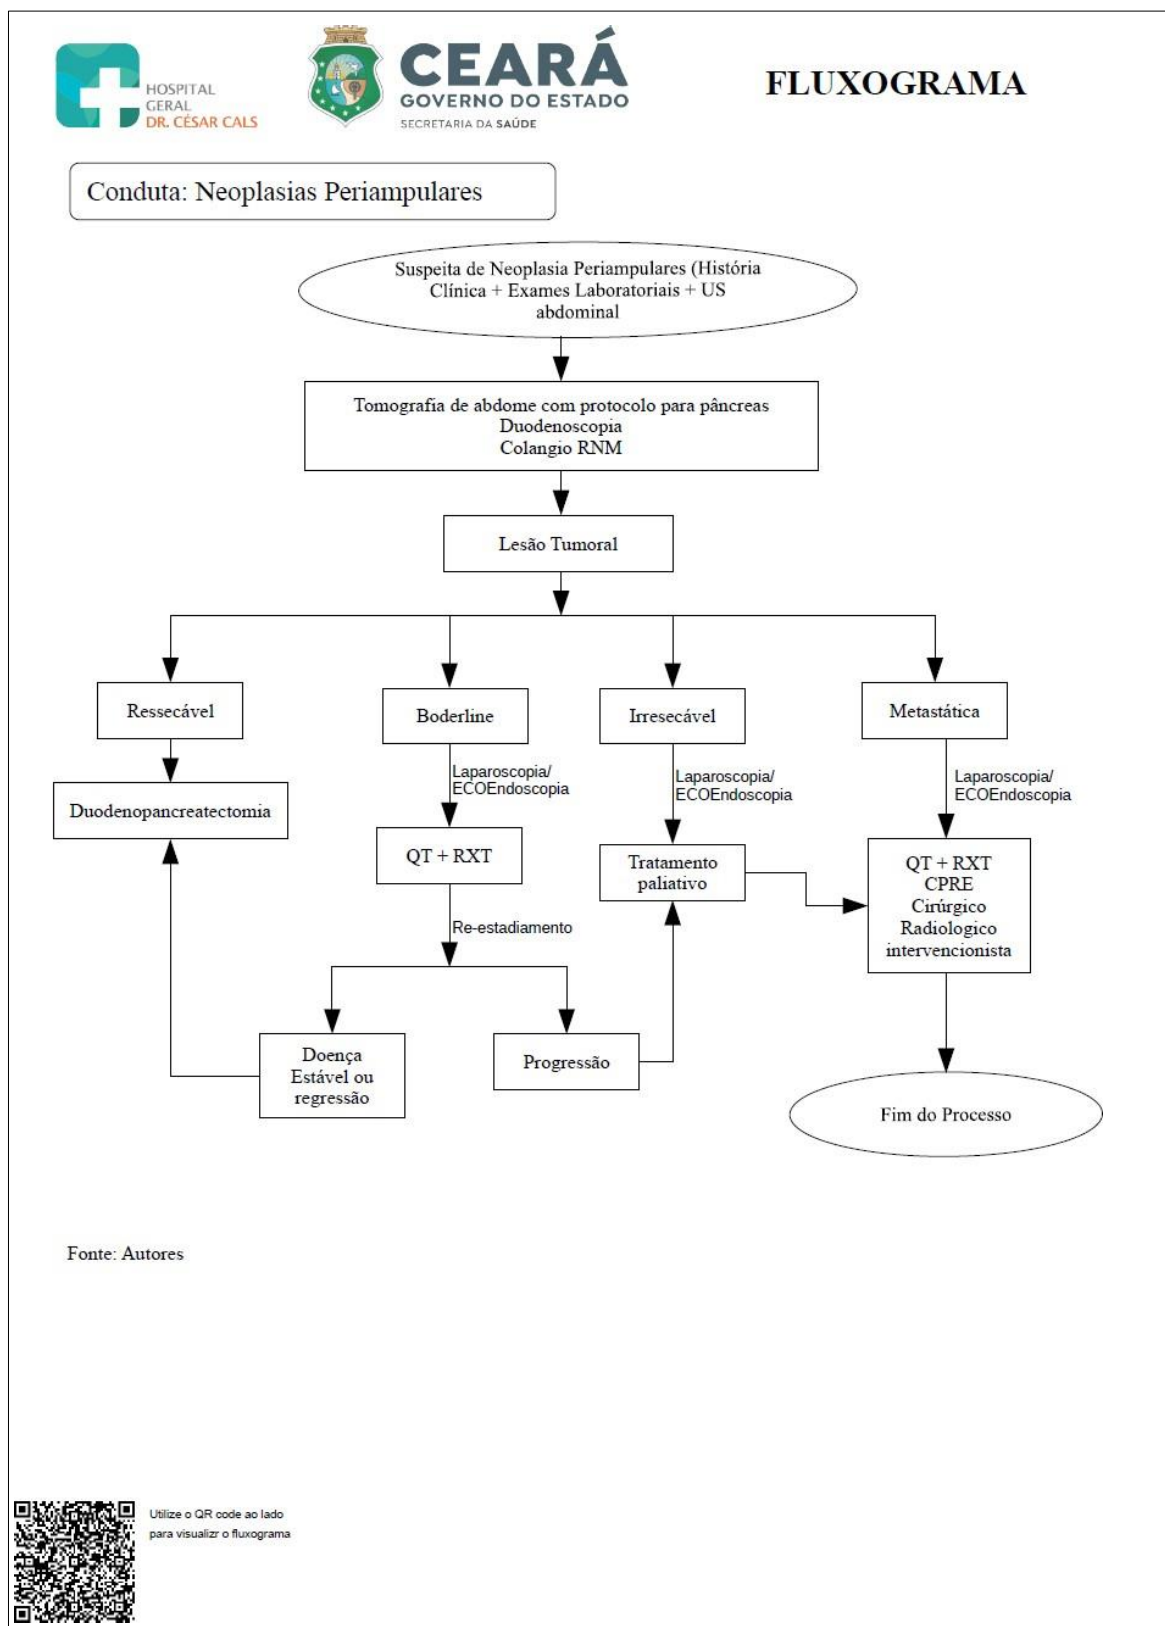 HOSPITAL
GERAL
DR. CÉSAR CALS
CEARÁ
GOVERNO DO ESTADO
SECRETARIA DA SAÚDE
FLUXOGRAMA
Conduta: Neoplasias Periampulares
Suspeita de Neoplasia Periampulares (História
Clínica + Exames Laboratoriais + US
abdominal
Tomografia de abdome com protocolo para pâncreas
Duodenoscopia
Colangio RNM
Lesão Tumoral
Ressecável
Boderline
Irresecável
Metastática
Laparoscopia/
ECOEndoscopia
Laparoscopia/
ECOEndoscopia
Laparoscopia/
ECOEndoscopia
Duodenopancreatectomia
QT + RXT
Tratamento
paliativo
QT + RXT
CPRE
Cirúrgico
Radiologico
intervencionista
Re-estadiamento
Doença
Estável ou
regressão
Progressão
Fim do Processo
Fonte: Autores
Utilize o QR code ao lado
para visualizr o fluxograma